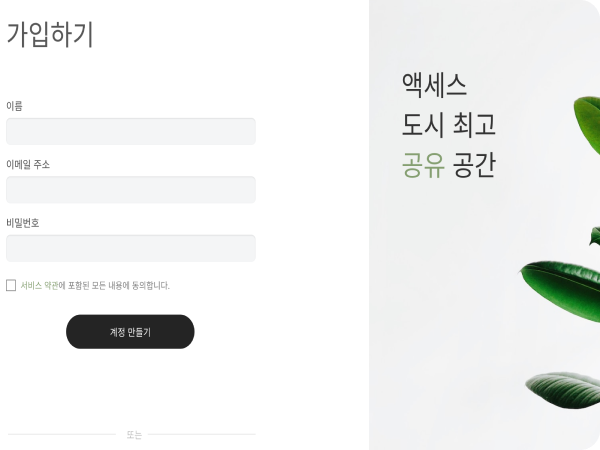 가입하기
이름
이메일 주소
비밀번호
서비스 약관에 포함된 모든 내용에 동의합니다.
계정 만들기
또는
액세스
도시 최고
공유 공간